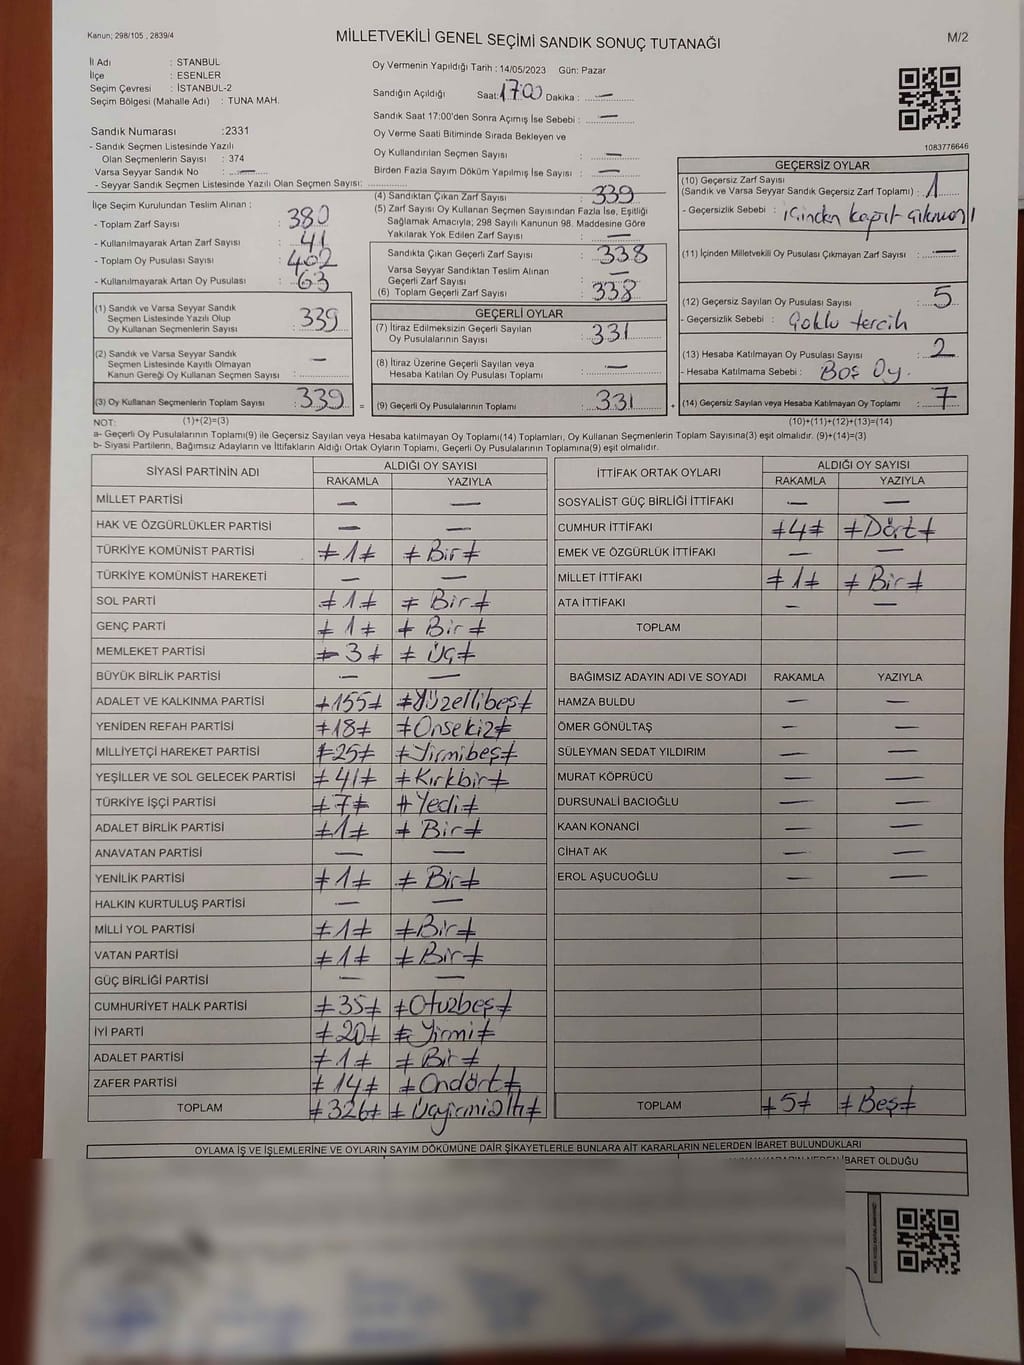 Kanun; 298/105 , 2839/4
MİLLETVEKİLİ GENEL SEÇİMİ SANDIK SONUÇ TUTANAĞI
M/2
İl Adı : STANBUL
İlçe : ESENLER
Seçim Çevresi : İSTANBUL-2
Seçim Bölgesi (Mahalle Adı) : TUNA MAH.
Oy Vermenin Yapıldığı Tarih : 14/05/2023 Gün: Pazar
Sandığın Açıldığı Saat: 17:00 Dakika : —
Sandık Saat 17:00'den Sonra Açımış İse Sebebi : —
Oy Verme Saati Bitiminde Sırada Bekleyen ve
Oy Kullandırılan Seçmen Sayısı : —
Birden Fazla Sayım Döküm Yapılmış İse Sayısı : —
1083776646
Sandık Numarası :2331
- Sandık Seçmen Listesinde Yazılı
Olan Seçmenlerin Sayısı : 374
Varsa Seyyar Sandık No : —
- Seyyar Sandık Seçmen Listesinde Yazılı Olan Seçmen Sayısı:
İlçe Seçim Kurulundan Teslim Alınan :
- Toplam Zarf Sayısı : 380
- Kullanılmayarak Artan Zarf Sayısı : 41
- Toplam Oy Pusulası Sayısı : 402
- Kullanılmayarak Artan Oy Pusulası : 63
(1) Sandık ve Varsa Seyyar Sandık
Seçmen Listesinde Yazılı Olup
Oy Kullanan Seçmenlerin Sayısı : 339
(2) Sandık ve Varsa Seyyar Sandık
Seçmen Listesinde Kayıtlı Olmayan
Kanun Gereği Oy Kullanan Seçmen Sayısı : —
(3) Oy Kullanan Seçmenlerin Toplam Sayısı : 339 =
(4) Sandıktan Çıkan Zarf Sayısı : 339
(5) Zarf Sayısı Oy Kullanan Seçmen Sayısından Fazla İse, Eşitliği
Sağlamak Amacıyla; 298 Sayılı Kanunun 98. Maddesine Göre
Yakılarak Yok Edilen Zarf Sayısı : —
Sandıkta Çıkan Geçerli Zarf Sayısı : 338
Varsa Seyyar Sandıktan Teslim Alınan
Geçerli Zarf Sayısı : —
(6) Toplam Geçerli Zarf Sayısı : 338
GEÇERLİ OYLAR
(7) İtiraz Edilmeksizin Geçerli Sayılan
Oy Pusulalarının Sayısı : 331
(8) İtiraz Üzerine Geçerli Sayılan veya
Hesaba Katılan Oy Pusulası Toplamı : —
(9) Geçerli Oy Pusulalarının Toplamı : 331 +
GEÇERSİZ OYLAR
(10) Geçersiz Zarf Sayısı
(Sandık ve Varsa Seyyar Sandık Geçersiz Zarf Toplamı) : 1
- Geçersizlik Sebebi :
(11) İçinden Milletvekili Oy Pusulası Çıkmayan Zarf Sayısı : —
(12) Geçersiz Sayılan Oy Pusulası Sayısı : 5
- Geçersizlik Sebebi : Çoklu tercih
(13) Hesaba Katılmayan Oy Pusulası Sayısı : 2
- Hesaba Katılmama Sebebi : Boş Oy.
(14) Geçersiz Sayılan veya Hesaba Katılmayan Oy Toplamı : 7
NOT: (1)+(2)=(3) (10)+(11)+(12)+(13)=(14)
a- Geçerli Oy Pusulalarının Toplamı(9) ile Geçersiz Sayılan veya Hesaba katılmayan Oy Toplamı(14) Toplamları, Oy Kullanan Seçmenlerin Toplam Sayısına(3) eşit olmalıdır. (9)+(14)=(3)
b- Siyasi Partilerin, Bağımsız Adayların ve İttifakların Aldığı Ortak Oyların Toplamı, Geçerli Oy Pusulalarının Toplamına(9) eşit olmalıdır.
SİYASİ PARTİNİN ADI ALDIĞI OY SAYISI
RAKAMLA YAZIYLA
MİLLET PARTİSİ — —
HAK VE ÖZGÜRLÜKLER PARTİSİ — —
TÜRKİYE KOMÜNİST PARTİSİ ≠1≠ ≠Bir≠
TÜRKİYE KOMÜNİST HAREKETİ — —
SOL PARTİ ≠1≠ ≠Bir≠
GENÇ PARTİ ≠1≠ ≠Bir≠
MEMLEKET PARTİSİ ≠3≠ ≠Üç≠
BÜYÜK BİRLİK PARTİSİ — —
ADALET VE KALKINMA PARTİSİ ≠155≠ ≠Yüzellibeş≠
YENİDEN REFAH PARTİSİ ≠18≠ ≠Onsekiz≠
MİLLİYETÇİ HAREKET PARTİSİ ≠25≠ ≠Yirmibeş≠
YEŞİLLER VE SOL GELECEK PARTİSİ ≠41≠ ≠Kırkbir≠
TÜRKİYE İŞÇİ PARTİSİ ≠7≠ ≠Yedi≠
ADALET BİRLİK PARTİSİ ≠1≠ ≠Bir≠
ANAVATAN PARTİSİ — —
YENİLİK PARTİSİ ≠1≠ ≠Bir≠
HALKIN KURTULUŞ PARTİSİ — —
MİLLİ YOL PARTİSİ ≠1≠ ≠Bir≠
VATAN PARTİSİ ≠1≠ ≠Bir≠
GÜÇ BİRLİĞİ PARTİSİ — —
CUMHURİYET HALK PARTİSİ ≠35≠ ≠Otuzbeş≠
İYİ PARTİ ≠20≠ ≠Yirmi≠
ADALET PARTİSİ ≠1≠ ≠Bir≠
ZAFER PARTİSİ ≠14≠ ≠Ondört≠
TOPLAM ≠326≠ ≠Üçyirmialtı≠
İTTİFAK ORTAK OYLARI ALDIĞI OY SAYISI
RAKAMLA YAZIYLA
SOSYALİST GÜÇ BİRLİĞİ İTTİFAKI — —
CUMHUR İTTİFAKI ≠4≠ ≠Dört≠
EMEK VE ÖZGÜRLÜK İTTİFAKI — —
MİLLET İTTİFAKI ≠1≠ ≠Bir≠
ATA İTTİFAKI — —
TOPLAM
BAĞIMSIZ ADAYIN ADI VE SOYADI RAKAMLA YAZIYLA
HAMZA BULDU — —
ÖMER GÖNÜLTAŞ — —
SÜLEYMAN SEDAT YILDIRIM — —
MURAT KÖPRÜCÜ — —
DURSUNALİ BACIOĞLU — —
KAAN KONANCİ — —
CİHAT AK — —
EROL AŞUCUOĞLU — —
TOPLAM ≠5≠ ≠Beş≠
OYLAMA İŞ VE İŞLEMLERİNE VE OYLARIN SAYIM DÖKÜMÜNE DAİR ŞİKAYETLERLE BUNLARA AİT KARARLARIN NELERDEN İBARET BULUNDUKLARI
İBARET OLDUĞU